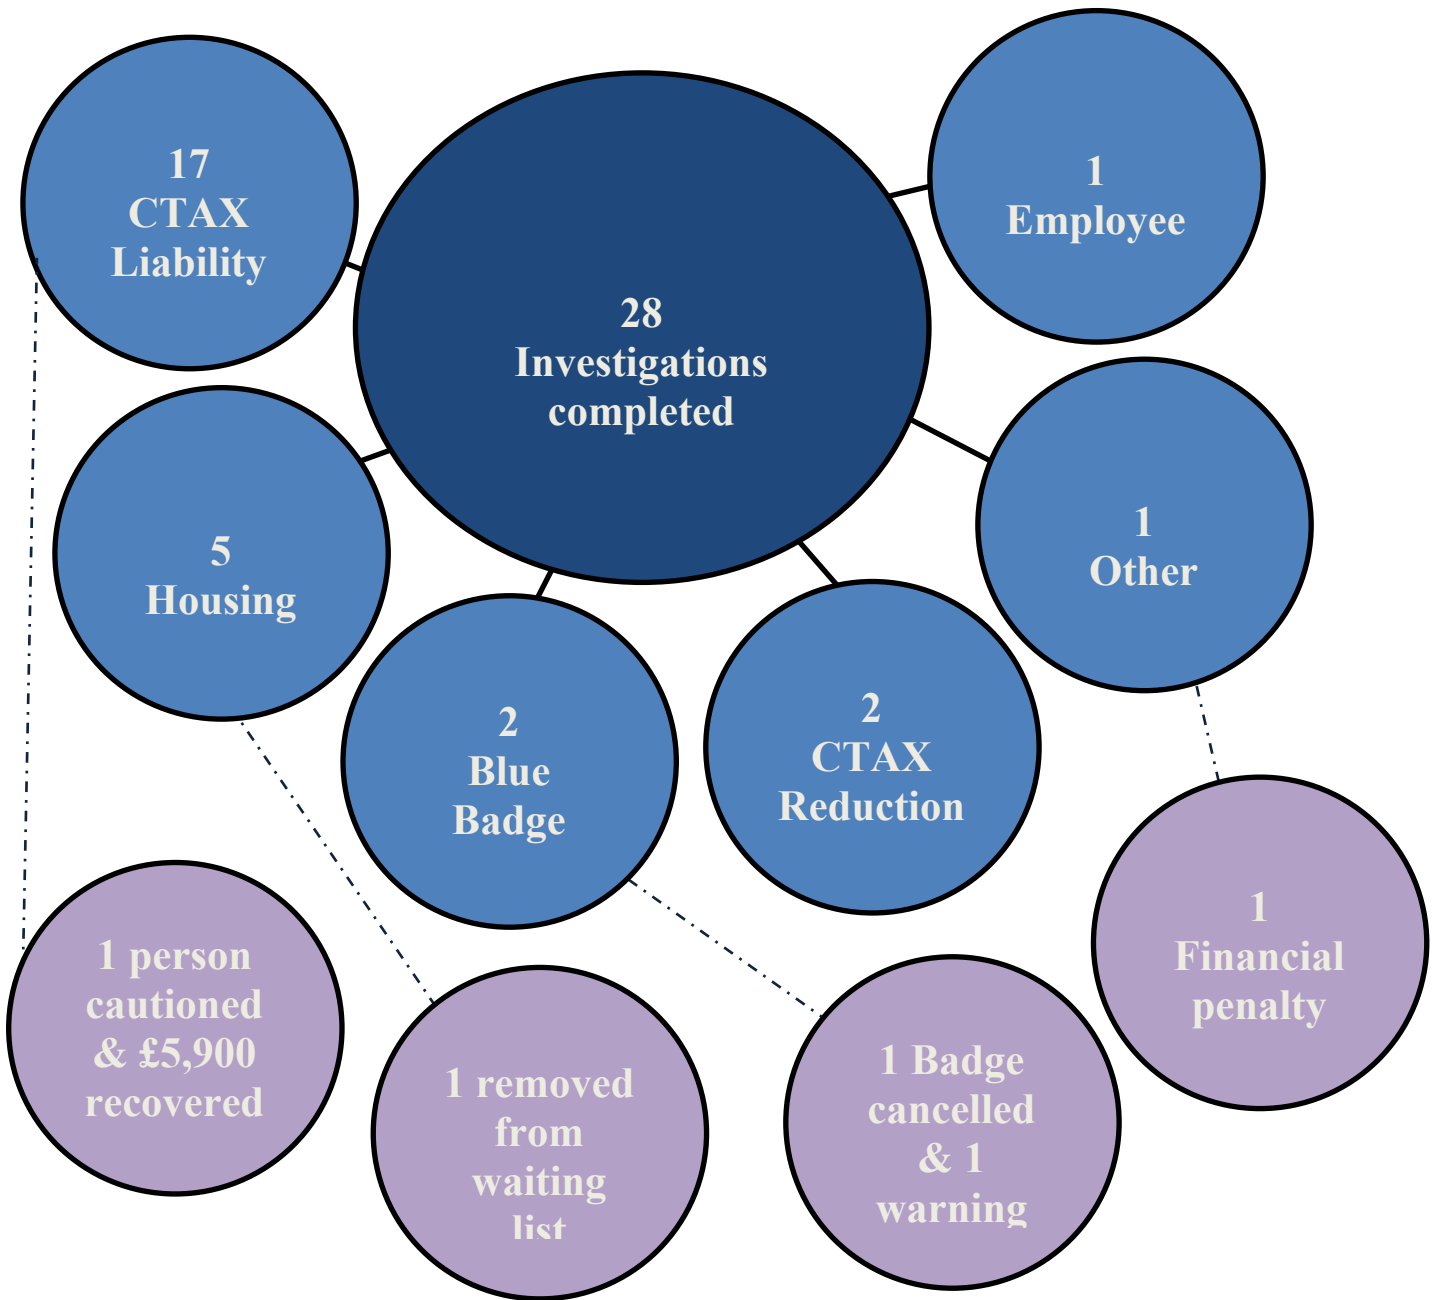 17
CTAX
Liability
28
Investigations
completed
1
Employee
5
Housing
1
Other
2
Blue
Badge
2
CTAX
Reduction
1 person
cautioned
& £5,900
recovered
1 removed
from
waiting
list
1 Badge
cancelled
& 1
warning
1
Financial
penalty